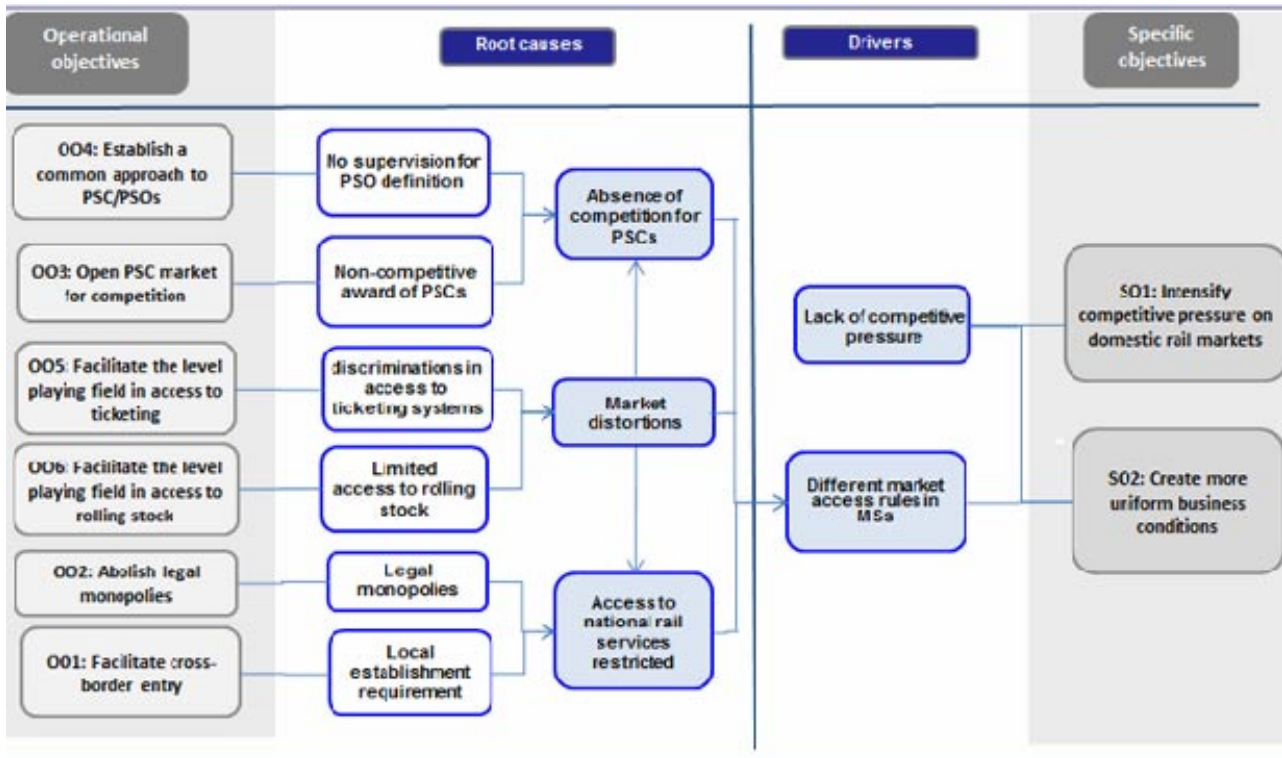 Operational
objectives
Root causes
Drivers
Specific
objectives
OO4: Establish a
common approach to
PSC/PSOs
No supervision for
PSO definition
Absence of
competition for
PSCs
OO3: Open PSC market
for competition
Non-competitive
award of PSCs
Lack of competitive
pressure
SO1: Intensify
competitive pressure on
domestic rail markets
OO5: Facilitate the level
playing field in access to
ticketing
discriminations in
access to
ticketing systems
Market
distortions
OO6: Facilitate the level
playing field in access to
rolling stock
Limited
access to rolling
stock
Different market
access rules in
MSs
SO2: Create more
uniform business
conditions
OO2: Abolish legal
monopolies
Legal
monopolies
Access to
national rail
services
restricted
OO1: Facilitate cross-
border entry
Local
establishment
requirement